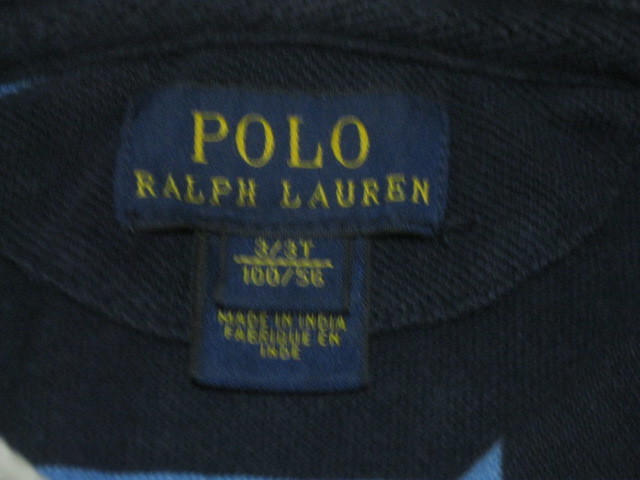 POLO
RALPH LAUREN
3/3T
100/56
MADE IN INDIA
FABRIQUE EN
INDE